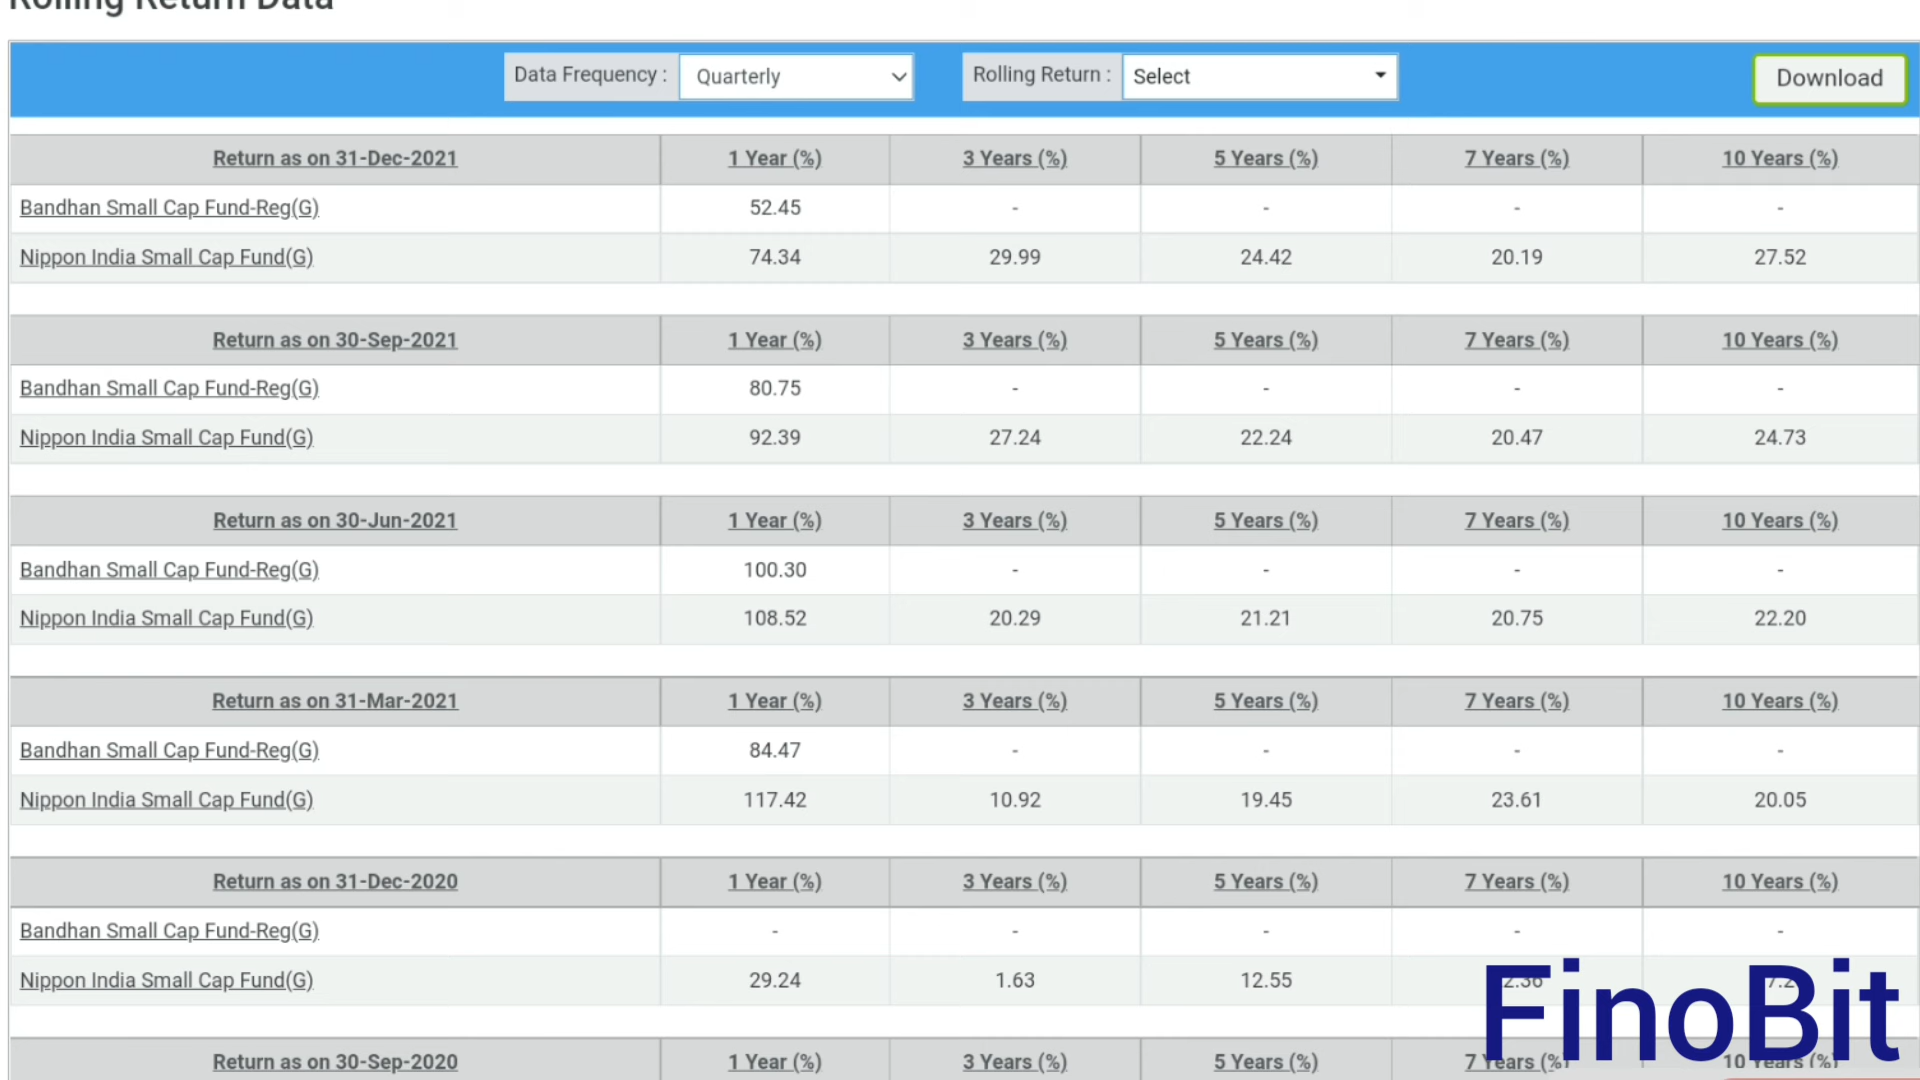 Rolling Return Data
Data Frequency : Quarterly Rolling Return : Select Download
Return as on 31-Dec-2021 1 Year (%) 3 Years (%) 5 Years (%) 7 Years (%) 10 Years (%)
Bandhan Small Cap Fund-Reg(G) 52.45 - - - -
Nippon India Small Cap Fund(G) 74.34 29.99 24.42 20.19 27.52
Return as on 30-Sep-2021 1 Year (%) 3 Years (%) 5 Years (%) 7 Years (%) 10 Years (%)
Bandhan Small Cap Fund-Reg(G) 80.75 - - - -
Nippon India Small Cap Fund(G) 92.39 27.24 22.24 20.47 24.73
Return as on 30-Jun-2021 1 Year (%) 3 Years (%) 5 Years (%) 7 Years (%) 10 Years (%)
Bandhan Small Cap Fund-Reg(G) 100.30 - - - -
Nippon India Small Cap Fund(G) 108.52 20.29 21.21 20.75 22.20
Return as on 31-Mar-2021 1 Year (%) 3 Years (%) 5 Years (%) 7 Years (%) 10 Years (%)
Bandhan Small Cap Fund-Reg(G) 84.47 - - - -
Nippon India Small Cap Fund(G) 117.42 10.92 19.45 23.61 20.05
Return as on 31-Dec-2020 1 Year (%) 3 Years (%) 5 Years (%) 7 Years (%) 10 Years (%)
Bandhan Small Cap Fund-Reg(G) - - - - -
Nippon India Small Cap Fund(G) 29.24 1.63 12.55
FinoBit
Return as on 30-Sep-2020 1 Year (%) 3 Years (%) 5 Years (%) 7 Years (%) 10 Years (%)